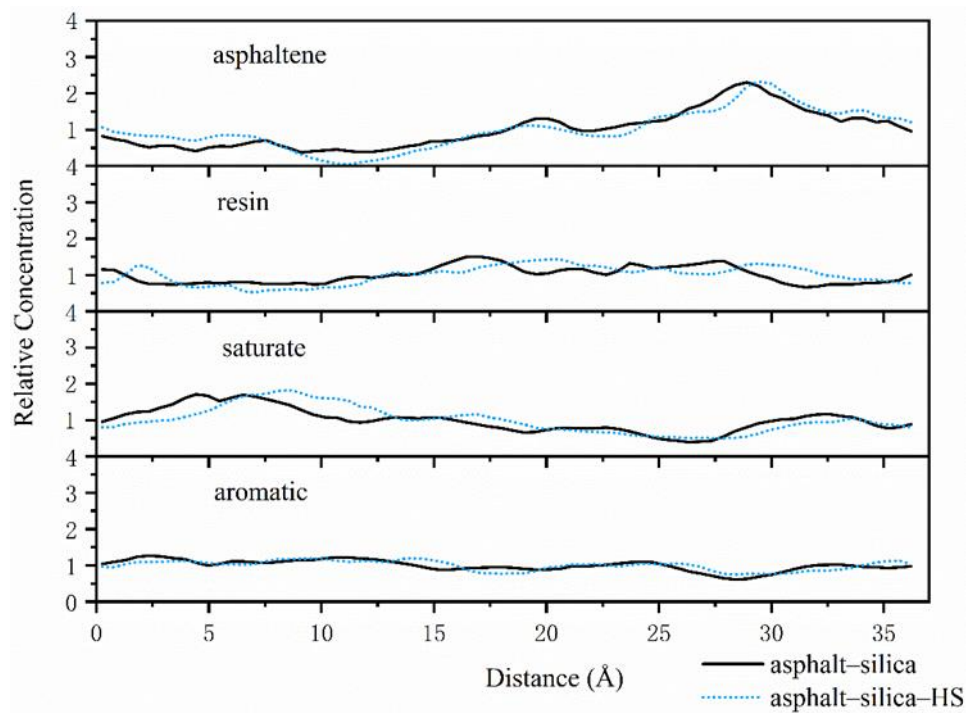 4
3
asphaltene
2
1
4
3
resin
2
1
4
3
saturate
2
1
4
3
aromatic
2
1
0
0 5 10 15 20 25 30 35
Relative Concentration
Distance (Å)
asphalt–silica
asphalt–silica–HS